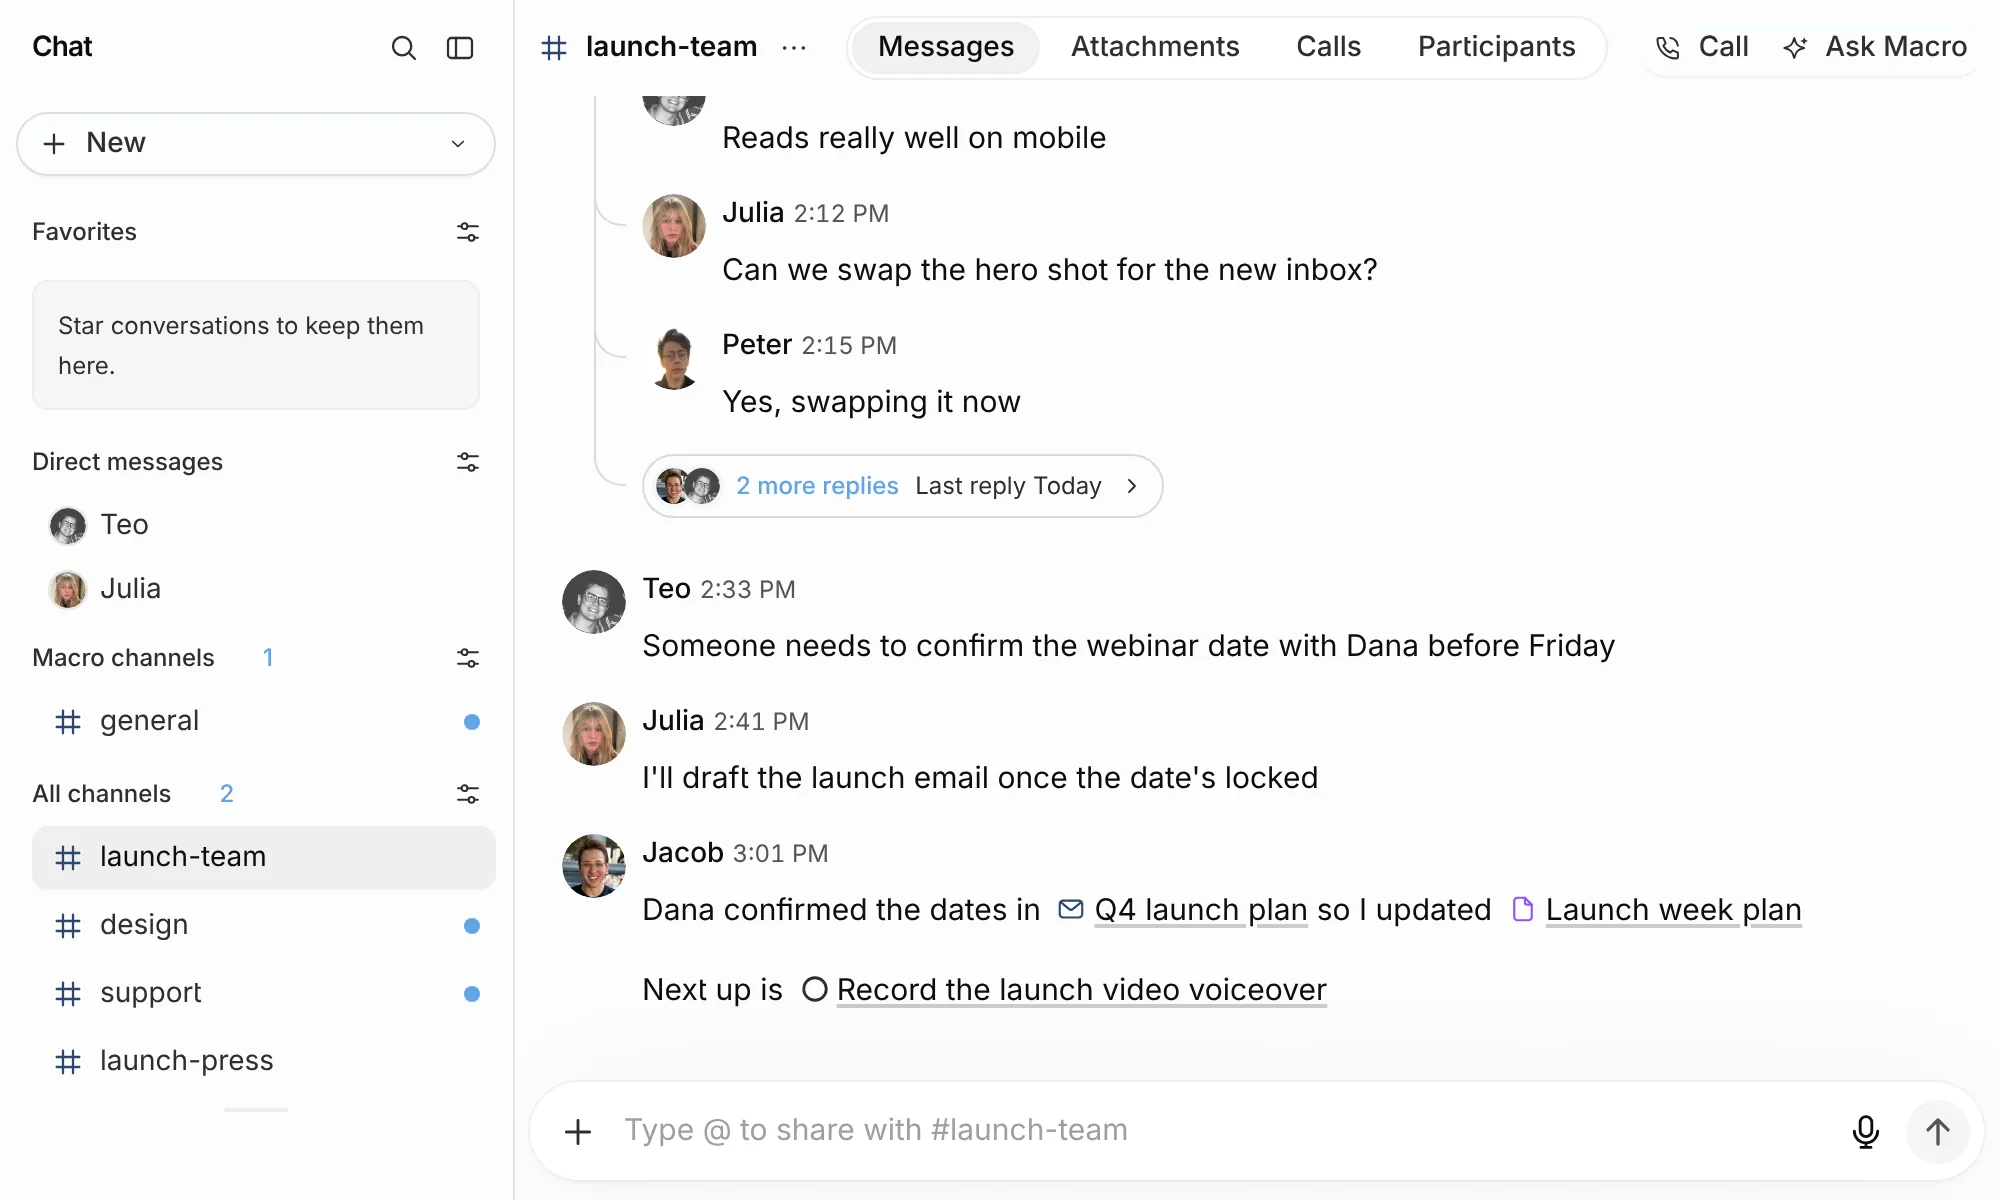 Chat
New
Favorites
Star conversations to keep them
here.
Direct messages
Teo
Julia
Macro channels 1
general
All channels 2
launch-team
design
support
launch-press
launch-team ...
Messages
Attachments
Calls
Participants
Call
Ask Macro
Reads really well on mobile
Julia 2:12 PM
Can we swap the hero shot for the new inbox?
Peter 2:15 PM
Yes, swapping it now
2 more replies Last reply Today
Teo 2:33 PM
Someone needs to confirm the webinar date with Dana before Friday
Julia 2:41 PM
I'll draft the launch email once the date's locked
Jacob 3:01 PM
Dana confirmed the dates in Q4 launch plan so I updated Launch week plan
Next up is Record the launch video voiceover
Type @ to share with #launch-team